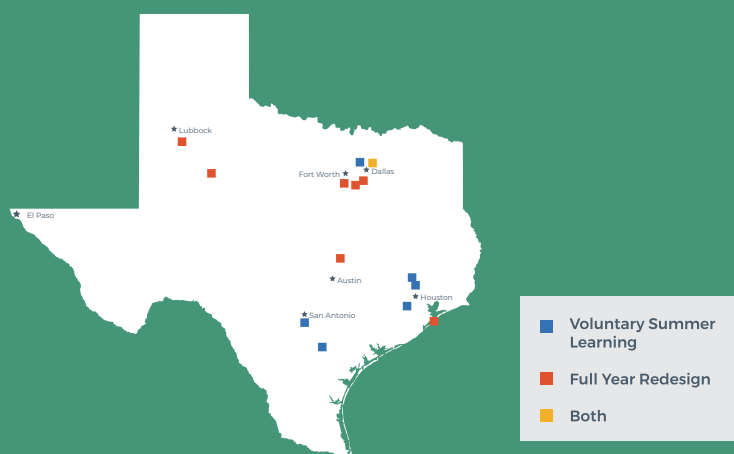 Lubbock
Fort Worth
Dallas
El Paso
Austin
Houston
San Antonio
Voluntary Summer
Learning
Full Year Redesign
Both